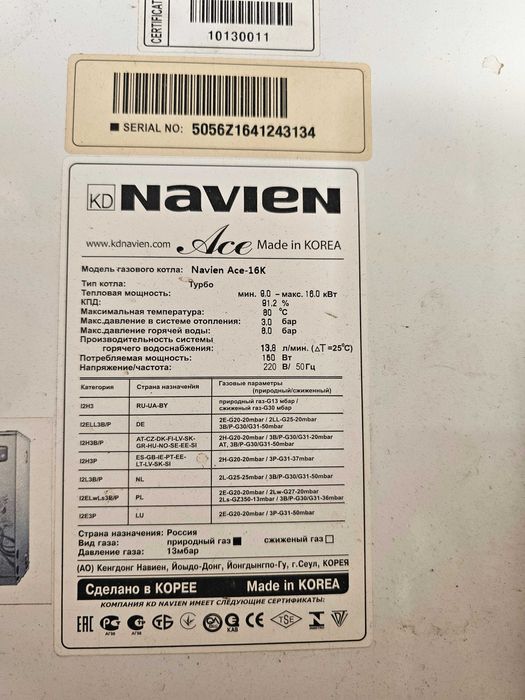 CERTIFICAT
10130011
SERIAL NO: 5056Z1641243134
KD NAVIEN
www.kdnavien.com Ace Made in KOREA
Модель газового котла: Navien Ace-16K
Тип котла: Турбо
Тепловая мощность: мин. 9.0 – макс. 16.0 кВт
КПД: 91.2 %
Максимальная температура: 80 °C
Макс.давление в системе отопления: 3.0 бар
Макс.давление горячей воды: 8.0 бар
Производительность системы
горячего водоснабжения: 13.8 л/мин. (△T=25°C)
Потребляемая мощность: 150 Вт
Напряжение/частота: 220 В/ 50Гц
Категория Страна назначения Газовые параметры
(природный/сжиженный)
I2H3 RU-UA-BY природный газ-G13 мбар /
сжиженый газ-G30 мбар
I2ELL3B/P DE 2E-G20-20mbar / 2LL-G25-20mbar
3B/P-G30/G31-50mbar
I2H3B/P AT-CZ-DK-FI-LV-SK-
GR-HU-NO-SE-EE-SI 2H-G20-20mbar / 3B/P-G30/G31-20mbar
AT, 3B/P-G30/G31-50mbar
I2H3P ES-GB-IE-PT-EE-
LT-LV-SK-SI 2H-G20-20mbar / 3P-G31-37mbar
I2L3B/P NL 2L-G25-25mbar / 3B/P-G30/G31-50mbar
I2ELwLs3B/P PL 2E-G20-20mbar / 2Lw-G27-20mbar
2Ls-GZ350-13mbar / 3B/P-G30/G31-36mbar
I2E3P LU 2E-G20-20mbar / 3P-G31-50mbar
Страна назначения: Россия
Вид газа: природный газ сжиженый газ
Давление газа: 13мбар
(АО) Кенгдонг Навиен, Йоыдо-Донг, Йонгдынгпо-Гу, г.Сеул, КОРЕЯ
Сделано в КОРЕЕ Made in KOREA
КОМПАНИЯ KD NAVIEN ИМЕЕТ СЛЕДУЮЩИЕ СЕРТИФИКАТЫ:
EAC CE TSE